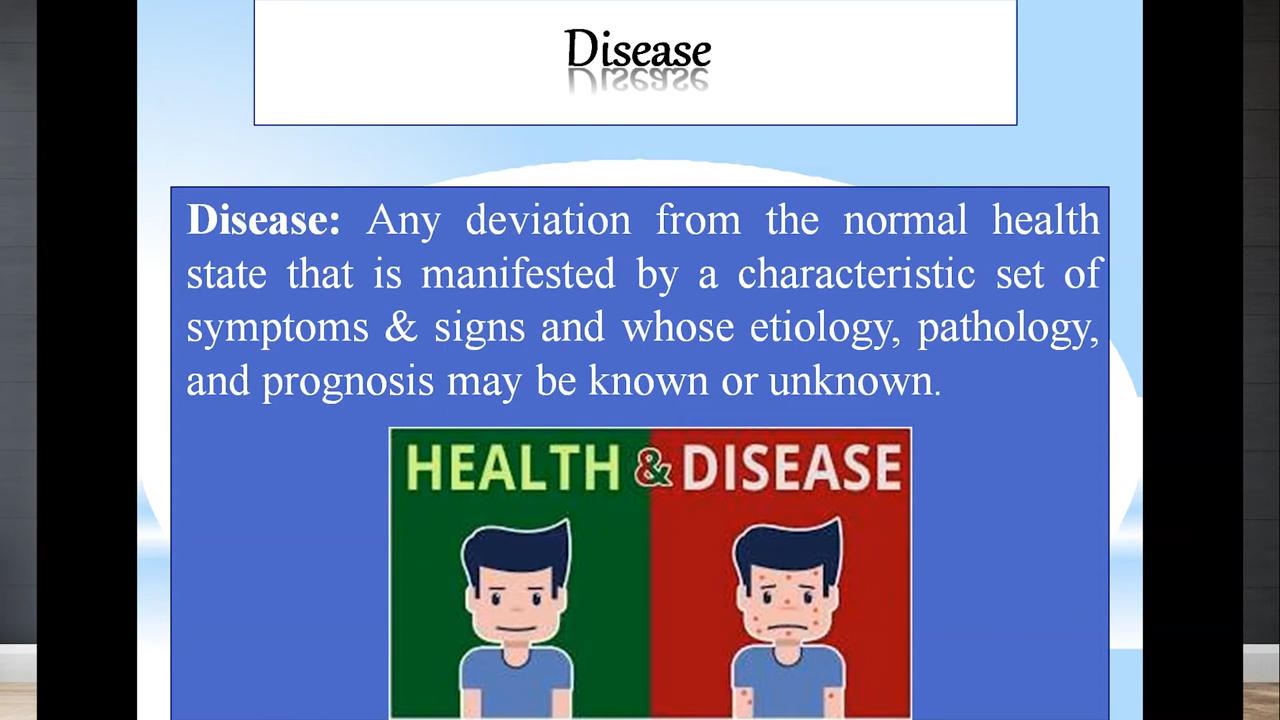 Disease
Disease: Any deviation from the normal health
state that is manifested by a characteristic set of
symptoms & signs and whose etiology, pathology,
and prognosis may be known or unknown.
HEALTH & DISEASE